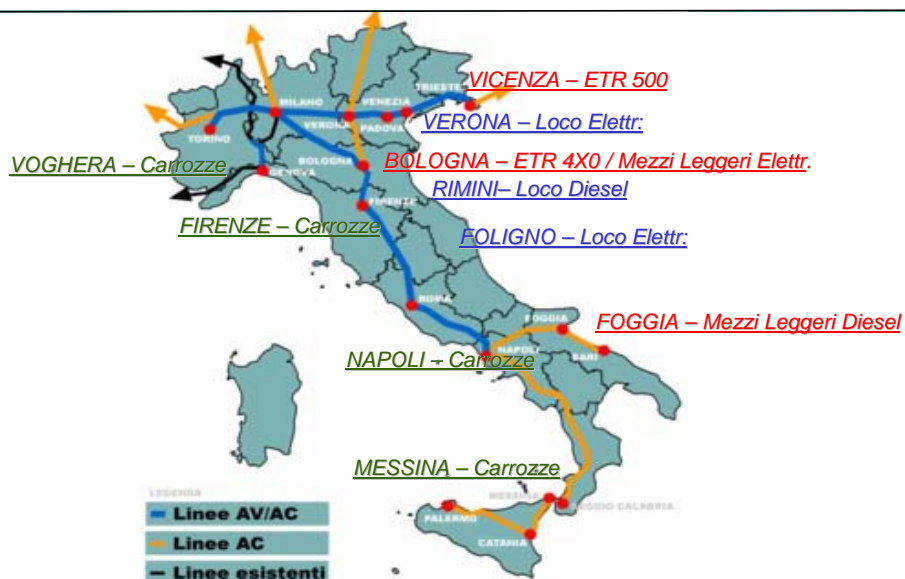 VICENZA – ETR 500
TRIESTE
MILANO
VENEZIA
VERONA
PADOVA
VERONA – Loco Elettr:
TORINO
VOGHERA – Carrozze
BOLOGNA
BOLOGNA – ETR 4X0 / Mezzi Leggeri Elettr.
GENOVA
RIMINI– Loco Diesel
FIRENZE
FIRENZE – Carrozze
FOLIGNO – Loco Elettr:
ROMA
FOGGIA
FOGGIA – Mezzi Leggeri Diesel
NAPOLI
BARI
NAPOLI – Carrozze
MESSINA – Carrozze
LEGENDA
MESSINA
REGGIO CALABRIA
Linee AV/AC
PALERMO
Linee AC
CATANIA
Linee esistenti